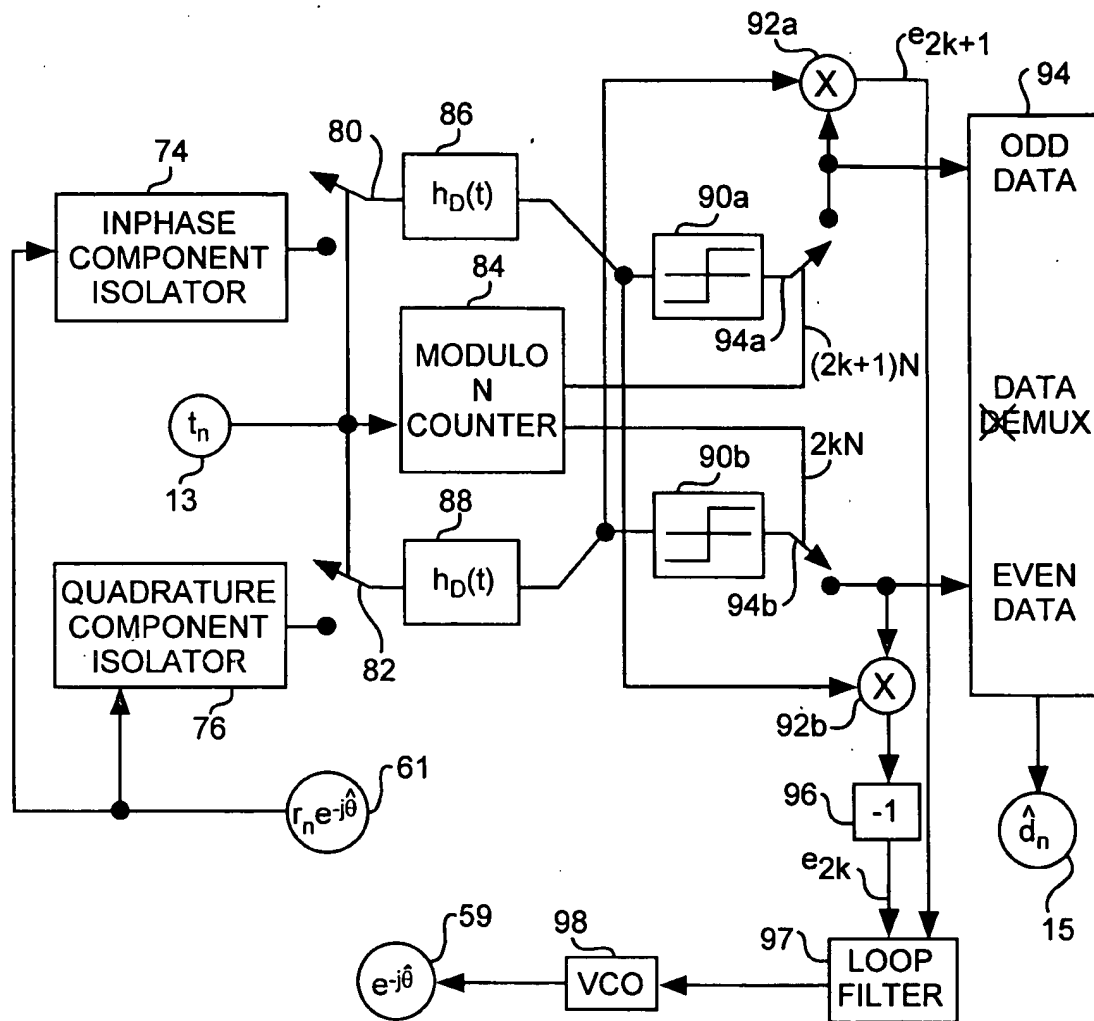 92a
e2k+1
94
74
80
86
ODD
DATA
INPHASE
COMPONENT
ISOLATOR
hD(t)
90a
84
94a
MODULO
N
COUNTER
(2k+1)N
DATA
DEMUX
tn
13
2kN
90b
88
QUADRATURE
COMPONENT
ISOLATOR
hD(t)
94b
EVEN
DATA
82
76
92b
61
rne-jθ̂
96
-1
d̂n
e2k
15
59
98
97
e-jθ̂
VCO
LOOP
FILTER